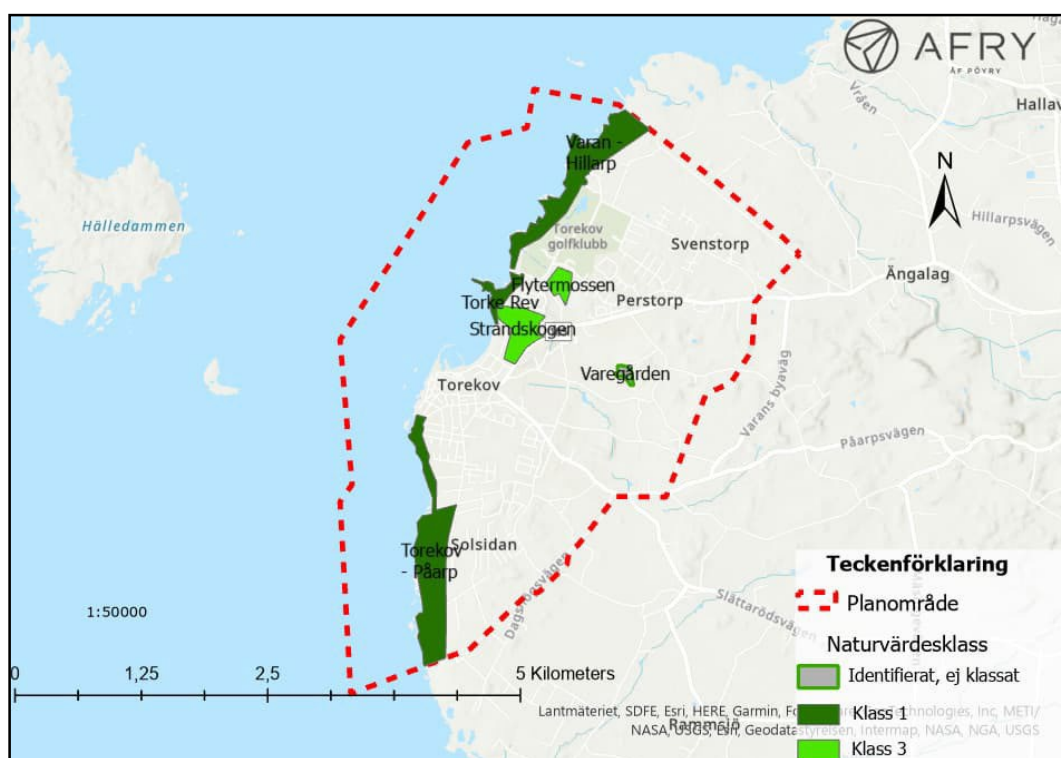 AFRY
ÅF PÖYRY
Vråen
Hallav
N
Varan -
Hillarp
Hälledammen
Torekov
golfklubb
Svenstorp
Hillarpsvägen
Ängalag
Flytermossen
Perstorp
Torke Rev
Strandskogen
Varegården
Torekov
Varans byaväg
Påarpsvägen
Torekov
- Påarp
Solsidan
Dagshögsvägen
Slättarödsvägen
Rammsjö
Teckenförklaring
Planområde
Naturvärdesklass
Identifierat, ej klassat
Klass 1
Klass 3
1:50000
0 1,25 2,5 5 Kilometers
Lantmäteriet, SDFE, Esri, HERE, Garmin, Technologies, Inc, METI/
NASA, USGS, Esri, Geodatastyrelsen, Intermap, NASA, NGA, USGS